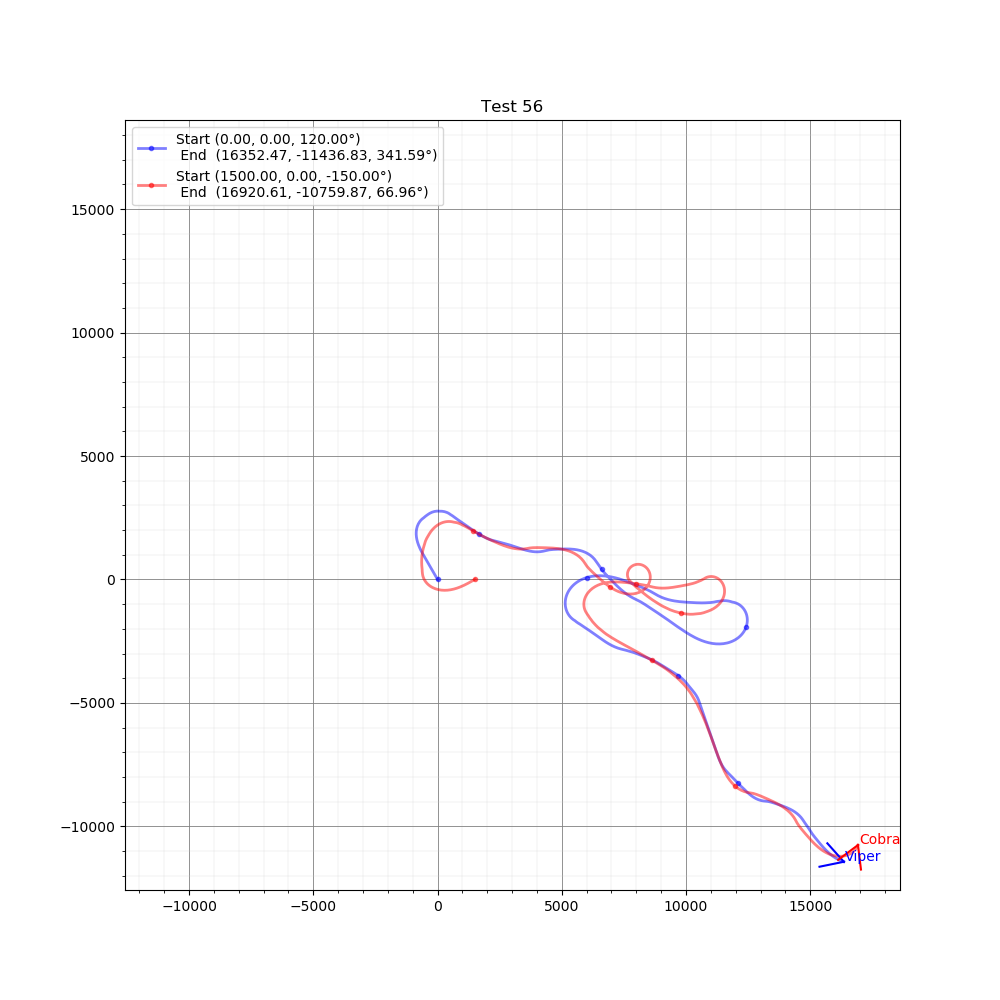 Test 56
Start (0.00, 0.00, 120.00°)
End (16352.47, -11436.83, 341.59°)
Start (1500.00, 0.00, -150.00°)
End (16920.61, -10759.87, 66.96°)
15000
10000
5000
0
−5000
−10000
Cobra
Viper
−10000 −5000 0 5000 10000 15000